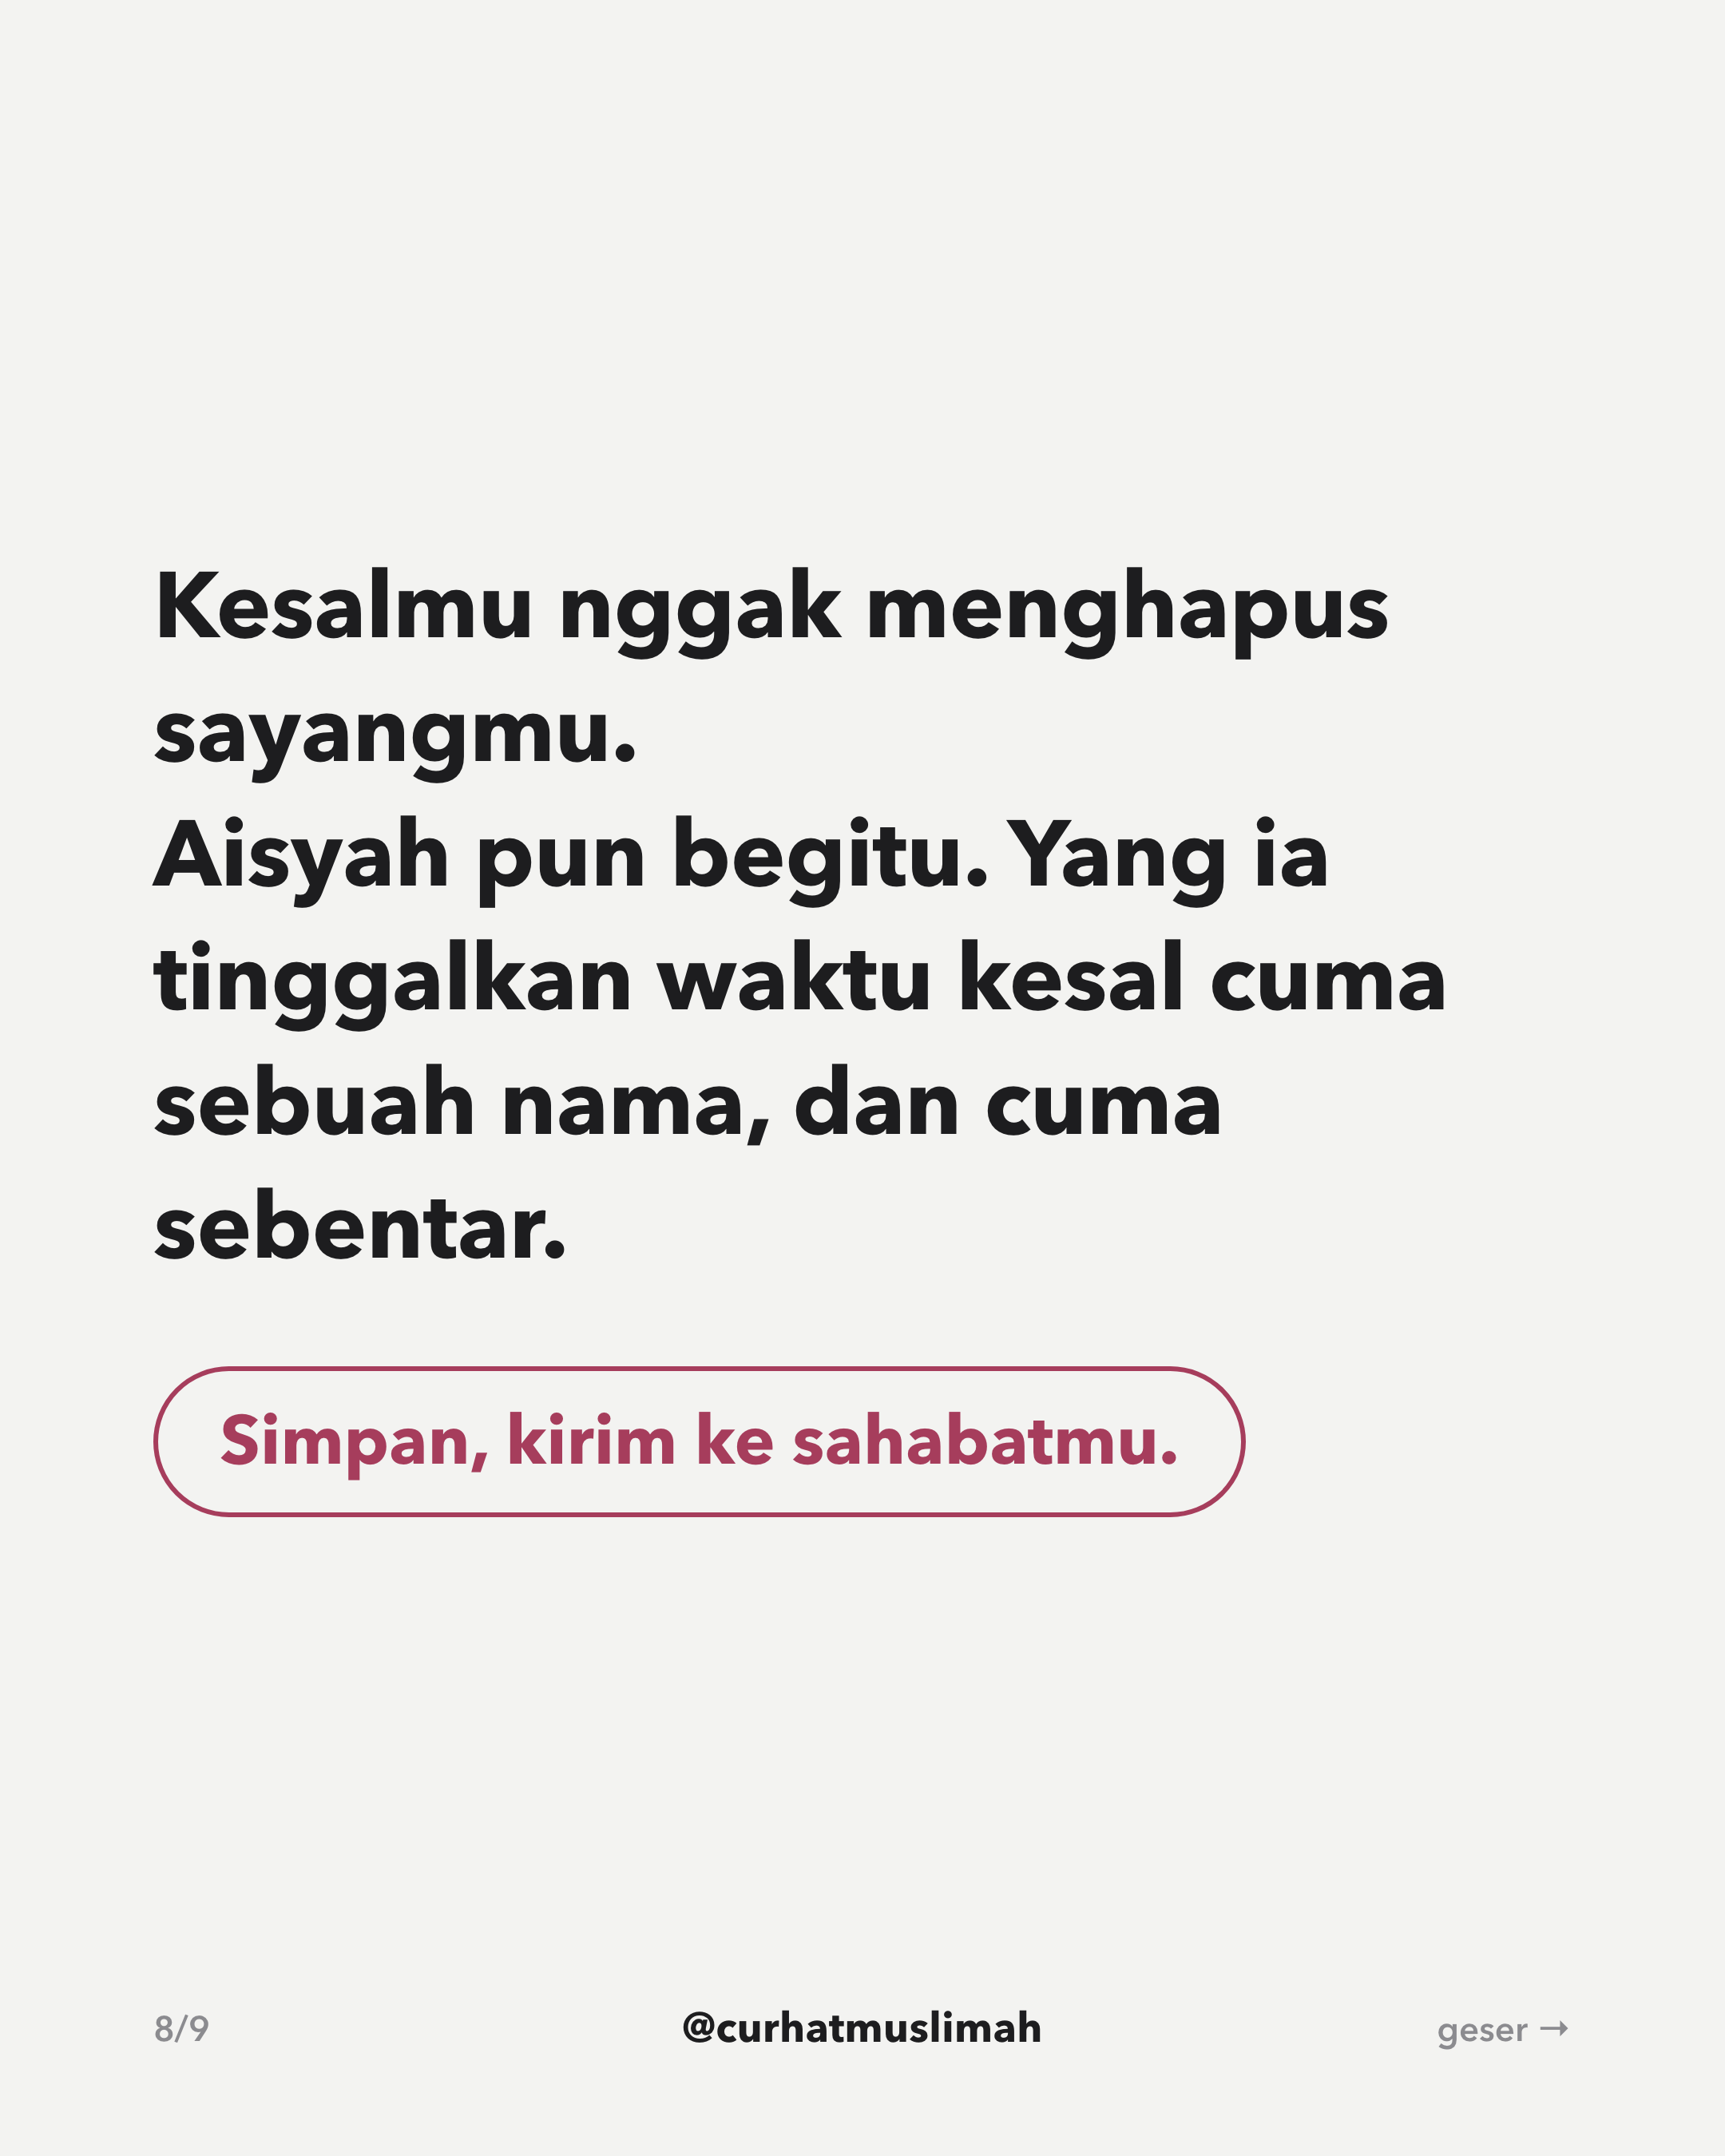 Kesalmu nggak menghapus
sayangmu.
Aisyah pun begitu. Yang ia
tinggalkan waktu kesal cuma
sebuah nama, dan cuma
sebentar.
Simpan, kirim ke sahabatmu.
8/9
@curhatmuslimah
geser →